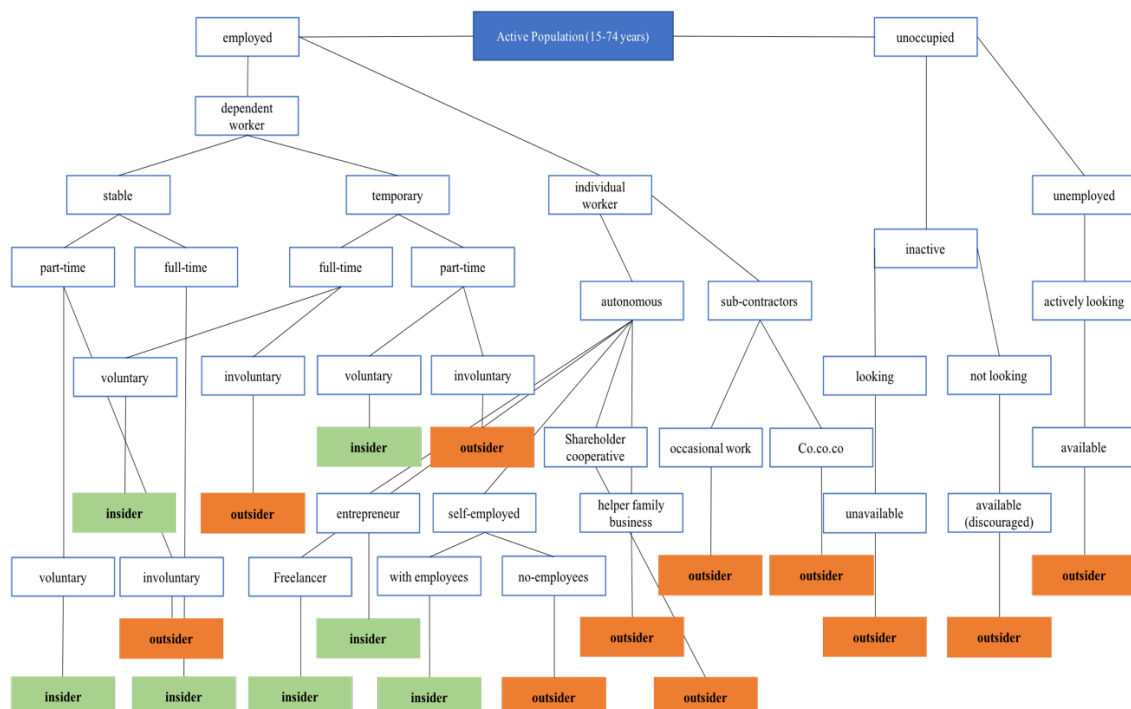 employed
Active Population (15-74 years)
unoccupied
dependent
worker
stable
temporary
individual
worker
unemployed
inactive
part-time
full-time
full-time
part-time
autonomous
sub-contractors
actively looking
voluntary
involuntary
voluntary
involuntary
looking
not looking
insider
outsider
Shareholder
cooperative
occasional work
Co.co.co
available
insider
outsider
entrepreneur
self-employed
helper family
business
unavailable
available
(discouraged)
voluntary
involuntary
Freelancer
with employees
no-employees
outsider
outsider
outsider
outsider
insider
outsider
outsider
outsider
insider
insider
insider
insider
outsider
outsider